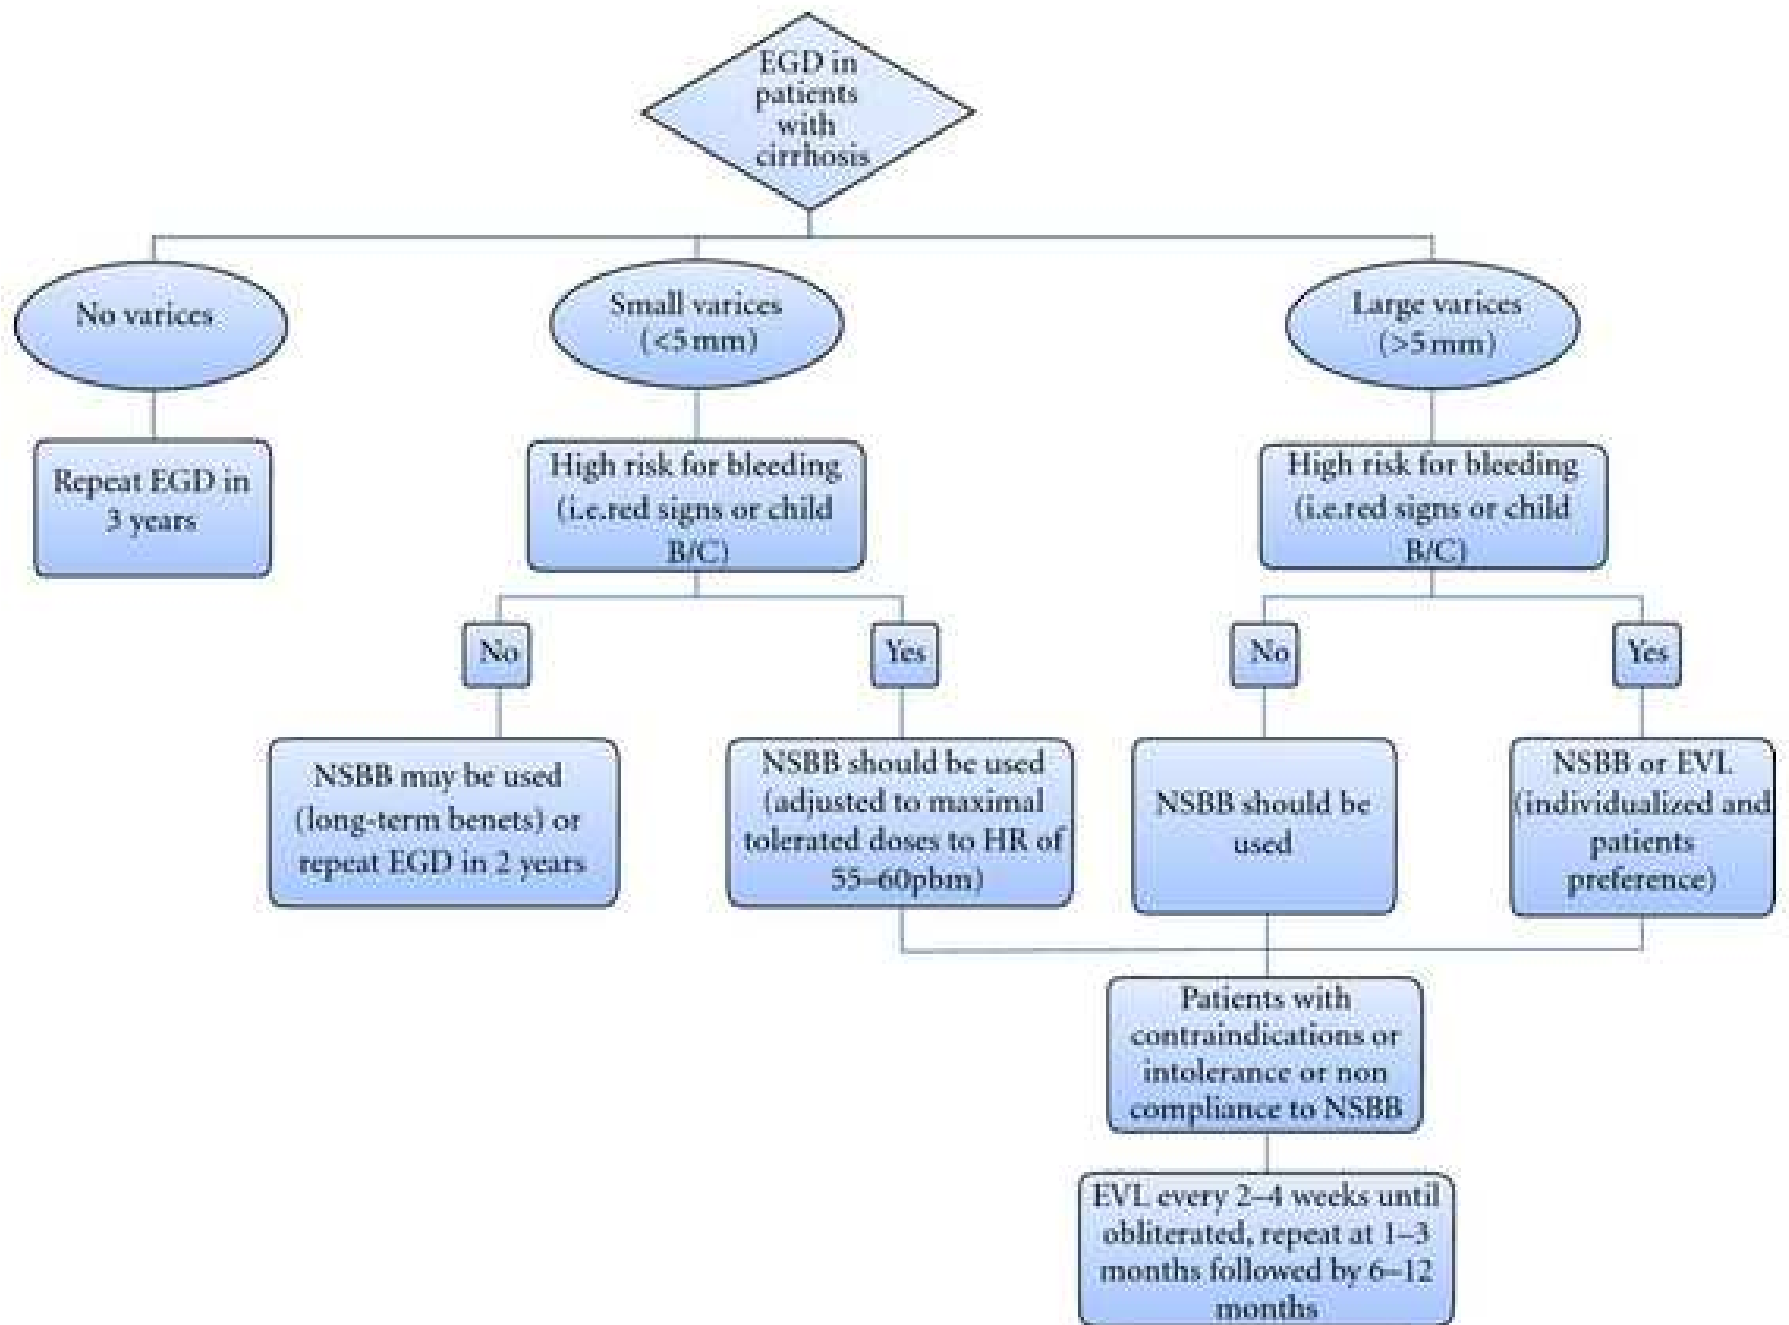 EGD in
patients
with
cirrhosis
No varices
Small varices
(<5 mm)
Large varices
(>5 mm)
Repeat EGD in
3 years
High risk for bleeding
(i.e.red signs or child
B/C)
High risk for bleeding
(i.e.red signs or child
B/C)
No
Yes
No
Yes
NSBB may be used
(long-term benets) or
repeat EGD in 2 years
NSBB should be used
(adjusted to maximal
tolerated doses to HR of
55–60pbm)
NSBB should be
used
NSBB or EVL
(individualized and
patients
preference)
Patients with
contraindications or
intolerance or non
compliance to NSBB
EVL every 2–4 weeks until
obliterated, repeat at 1–3
months followed by 6–12
months